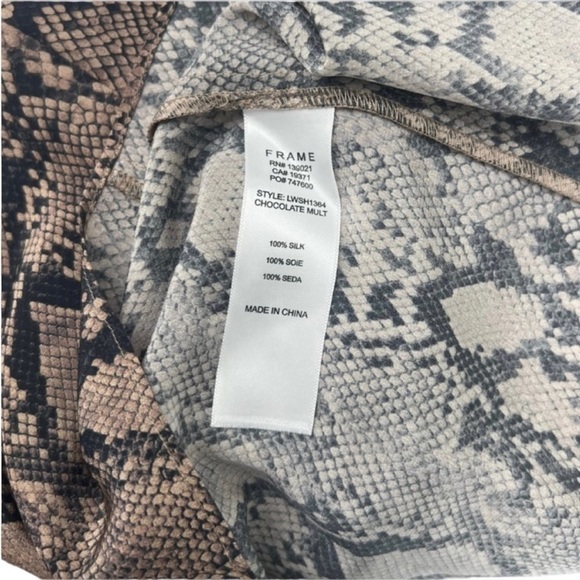 FRAME
RN# 139021
CA# 19371
PO# 747600
STYLE: LWSH1364
CHOCOLATE MULT
100% SILK
100% SOIE
100% SEDA
MADE IN CHINA